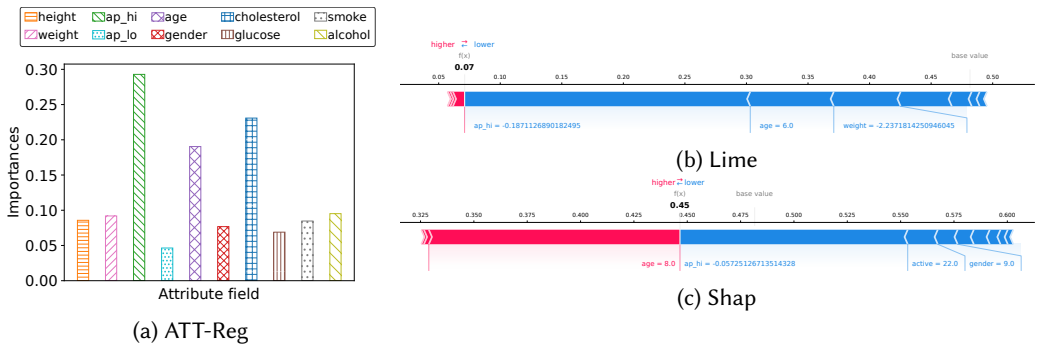 height ap_hi age cholesterol smoke
weight ap_lo gender glucose alcohol
0.30
0.25
0.20
0.15
0.10
0.05
0.00
Importances
Attribute field
(a) ATT-Reg
higher ⇄ lower
f(x) base value
0.07
0.05 0.10 0.15 0.20 0.25 0.30 0.35 0.40 0.45 0.50
ap_hi = -0.1871126890182495 age = 6.0 weight = -2.2371814250946045
(b) Lime
higher⇄lower
f(x) base value
0.45
0.325 0.350 0.375 0.400 0.425 0.450 0.475 0.500 0.525 0.550 0.575 0.600
age = 8.0 ap_hi = -0.05725126713514328 active = 22.0 gender = 9.0
(c) Shap